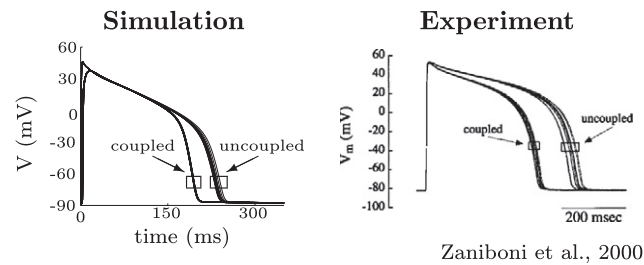 Simulation
Experiment
60
30
0
-30
-60
-90
V (mV)
coupled
uncoupled
0
150
300
time (ms)
60
40
20
0
-20
-40
-60
-80
-100
Vm (mV)
coupled
uncoupled
200 msec
Zaniboni et al., 2000